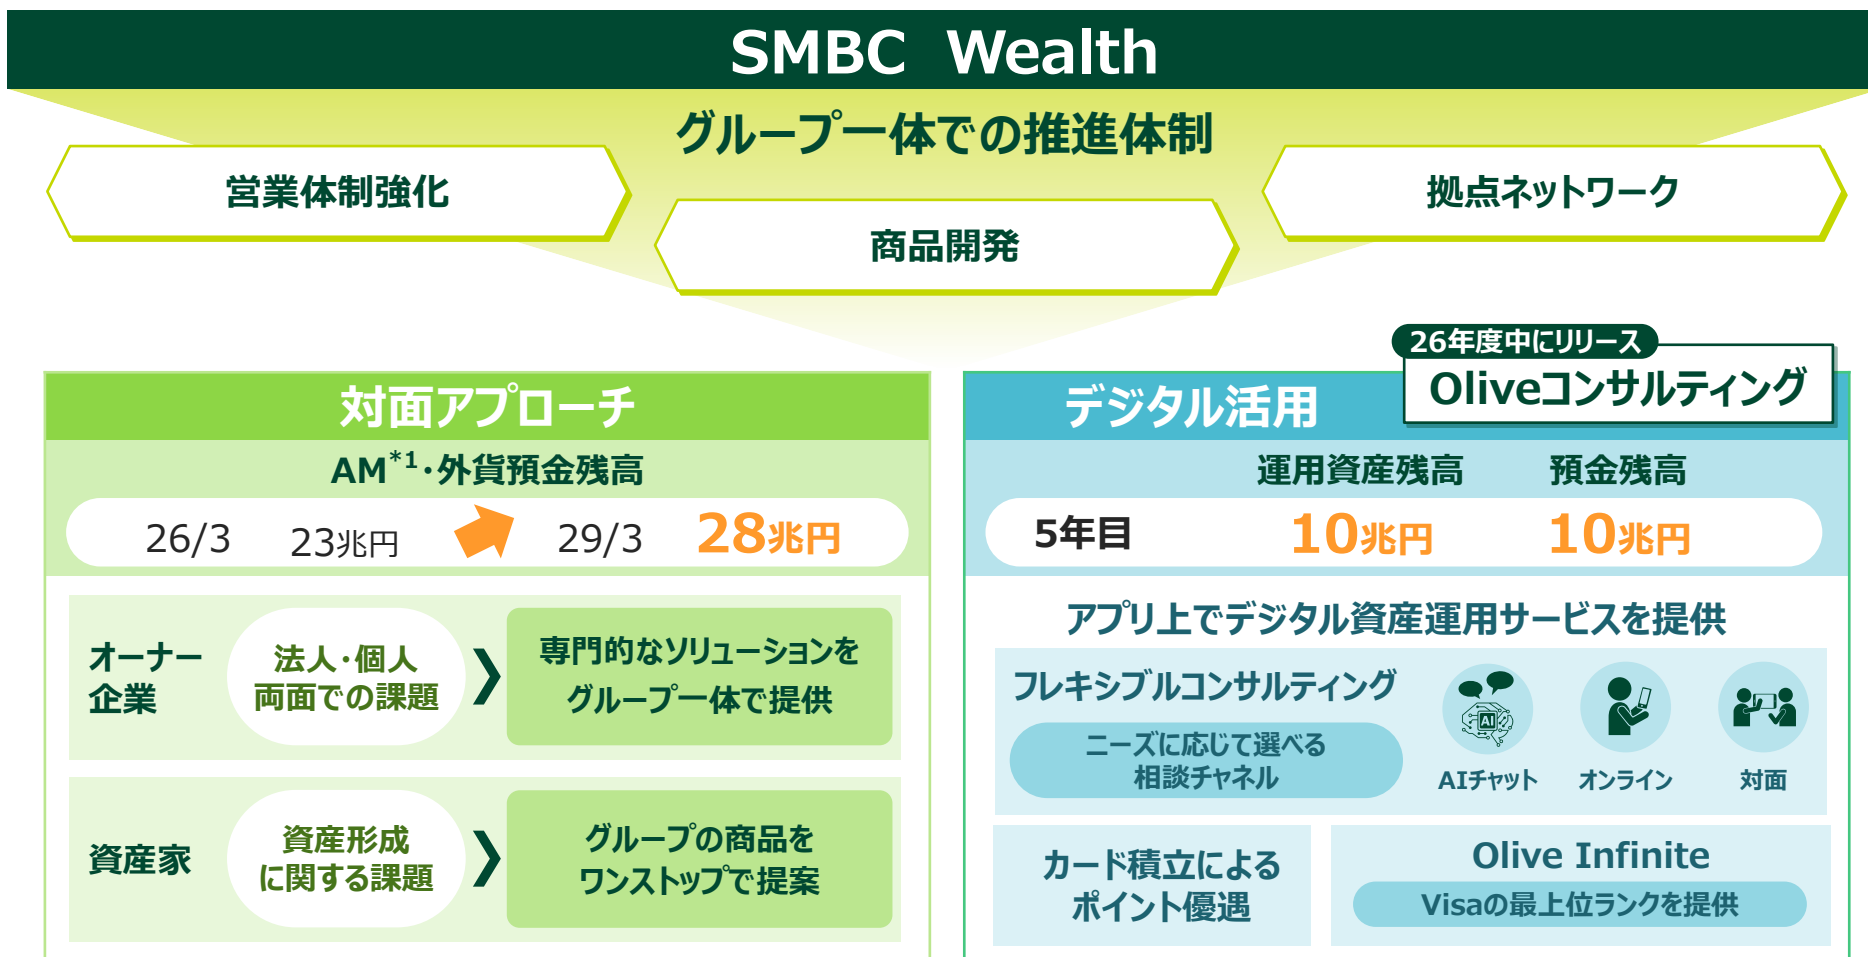 SMBC Wealth
グループ一体での推進体制
営業体制強化
商品開発
拠点ネットワーク
対面アプローチ
AM*1・外貨預金残高
26/3 23兆円 29/3 28兆円
オーナー
企業
法人・個人
両面での課題
専門的なソリューションを
グループ一体で提供
資産家
資産形成
に関する課題
グループの商品を
ワンストップで提案
26年度中にリリース
Oliveコンサルティング
デジタル活用
運用資産残高 預金残高
5年目 10兆円 10兆円
アプリ上でデジタル資産運用サービスを提供
フレキシブルコンサルティング
ニーズに応じて選べる
相談チャネル
AI
AIチャット オンライン 対面
カード積立による
ポイント優遇
Olive Infinite
Visaの最上位ランクを提供